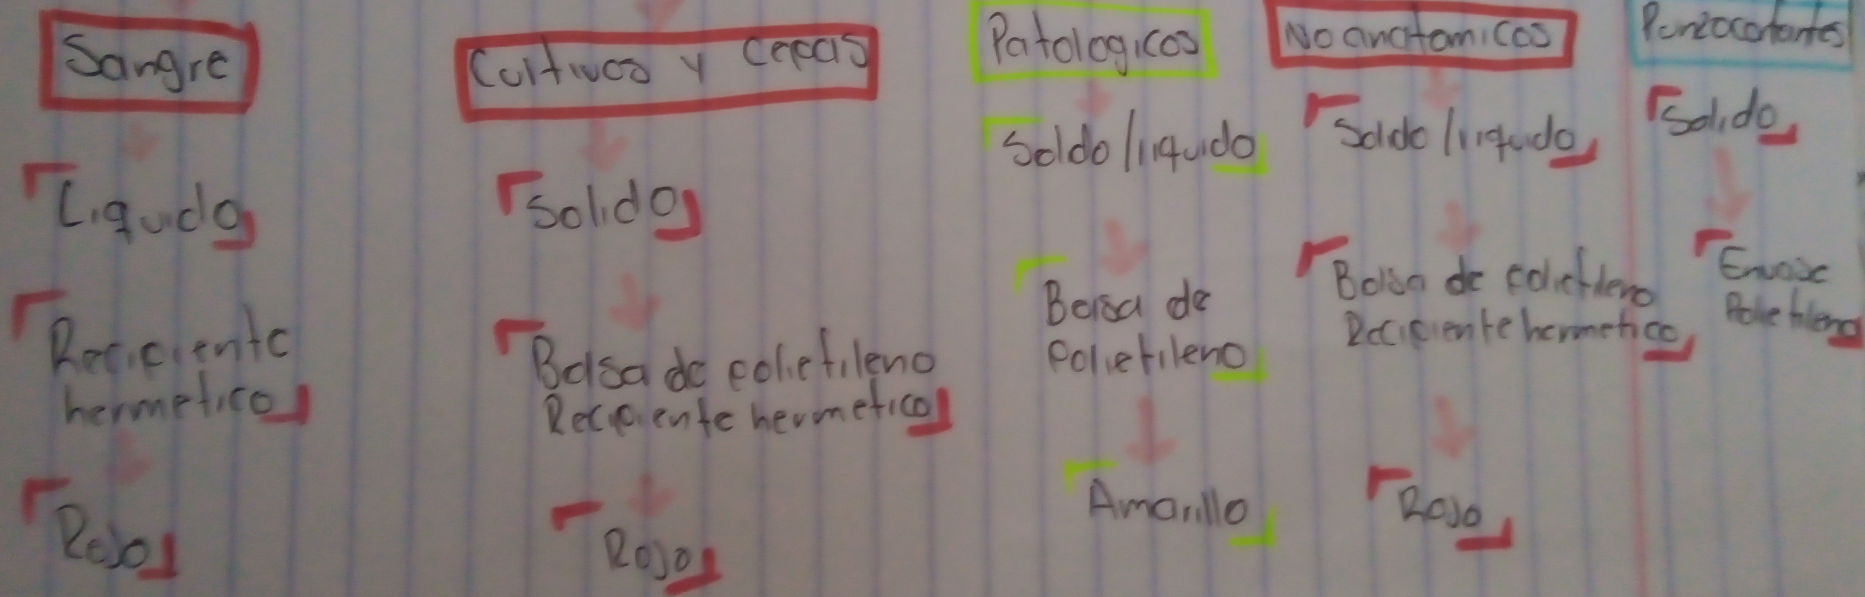 Sangre
Liquido
Recipiente
hermetico
Rojo
Cultivos y cepas
Solido
Bolsa de polietileno
Recipiente hermetico
Rojo
Patologicos
Soldo/liquido
Bolsa de
Polietileno
Amarillo
No anatomicos
Solido/liquido
Bolsa de polietileno
Recipiente hermetico
Rojo
Punzocortantes
Solido
Envase
Polietileno